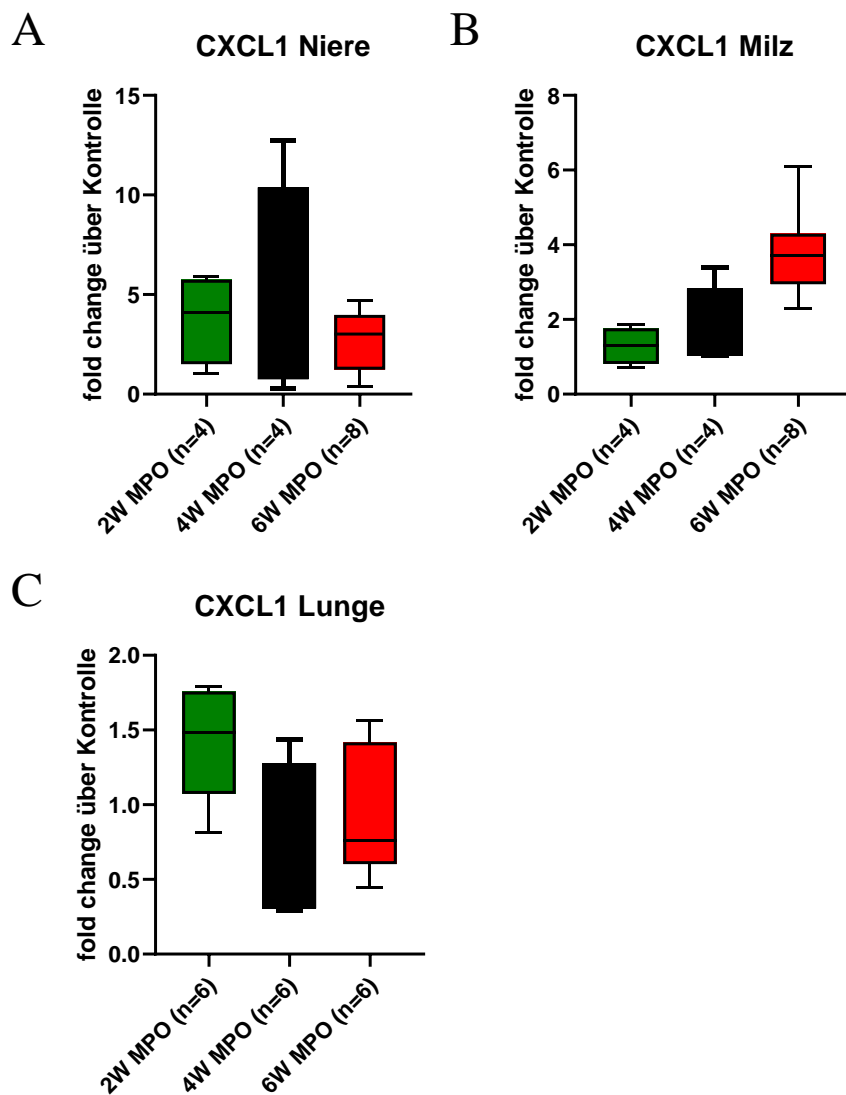 A
CXCL1 Niere
fold change über Kontrolle
15
10
5
0
2W MPO (n=4)
4W MPO (n=4)
6W MPO (n=8)
B
CXCL1 Milz
fold change über Kontrolle
8
6
4
2
0
2W MPO (n=4)
4W MPO (n=4)
6W MPO (n=8)
C
CXCL1 Lunge
fold change über Kontrolle
2.0
1.5
1.0
0.5
0.0
2W MPO (n=6)
4W MPO (n=6)
6W MPO (n=6)